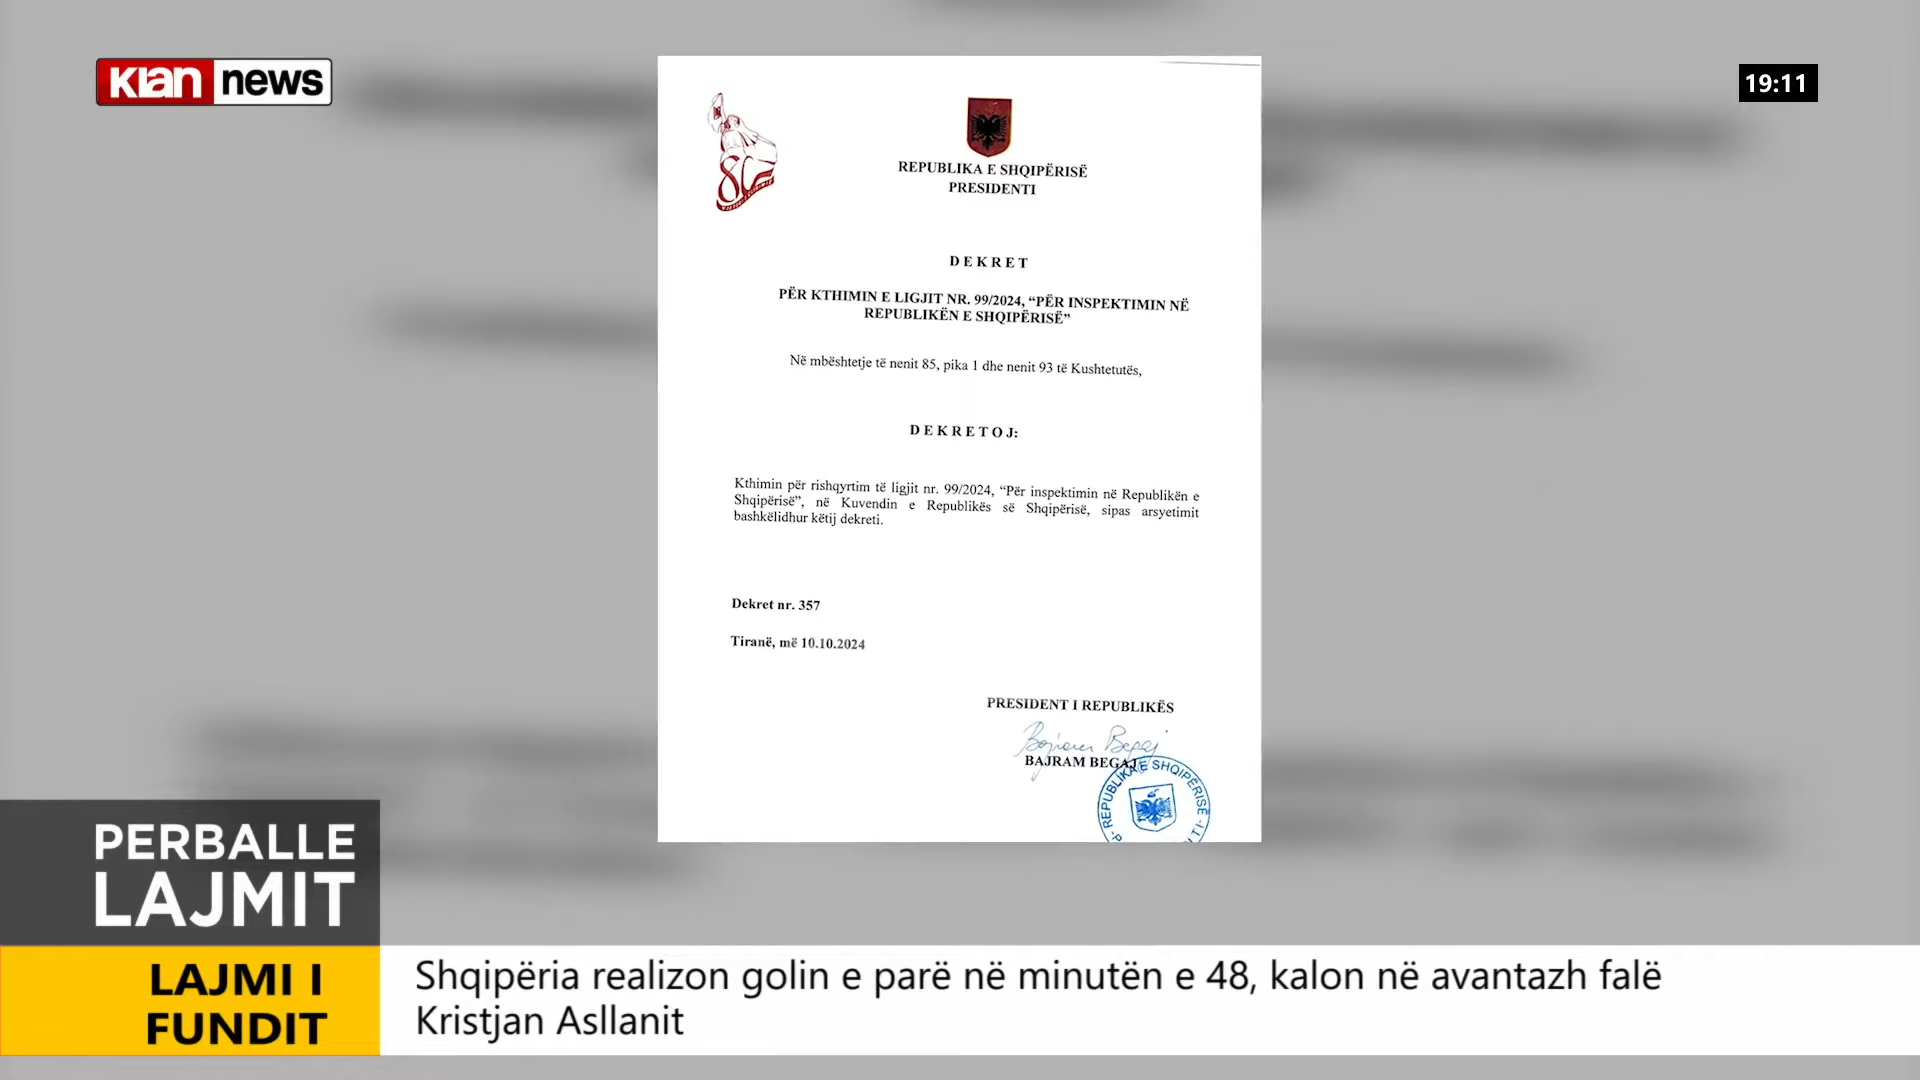 Klan news
19:11
80
REPUBLIKA E SHQIPËRISË
PRESIDENTI
DEKRET
PËR KTHIMIN E LIGJIT NR. 99/2024, “PËR INSPEKTIMIN NË
REPUBLIKËN E SHQIPËRISË”
Në mbështetje të nenit 85, pika 1 dhe nenit 93 të Kushtetutës,
DEKRETOJ:
Kthimin për rishqyrtim të ligjit nr. 99/2024, “Për inspektimin në Republikën e
Shqipërisë”, në Kuvendin e Republikës së Shqipërisë, sipas arsyetimit
bashkëlidhur këtij dekreti.
Dekret nr. 357
Tiranë, më 10.10.2024
PRESIDENT I REPUBLIKËS
Bajram Begaj
BAJRAM BEGAJ
REPUBLIKA E SHQIPËRISË
PERBALLE
LAJMIT
LAJMI I
FUNDIT
Shqipëria realizon golin e parë në minutën e 48, kalon në avantazh falë
Kristjan Asllanit